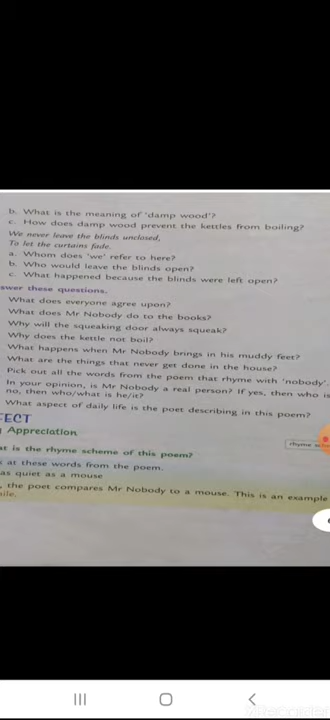 b. What is the meaning of 'damp wood'?
c. How does damp wood prevent the kettles from boiling?
We never leave the blinds unclosed,
To let the curtains fade.
a. Whom does 'we' refer to here?
b. Who would leave the blinds open?
c. What happened because the blinds were left open?
swer these questions.
What does everyone agree upon?
What does Mr Nobody do to the books?
Why will the squeaking door always squeak?
Why does the kettle not boil?
What happens when Mr Nobody brings in his muddy feet?
What are the things that never get done in the house?
Pick out all the words from the poem that rhyme with 'nobody'.
In your opinion, is Mr Nobody a real person? If yes, then who is
no, then who/what is he/it?
What aspect of daily life is the poet describing in this poem?
FECT
Appreciation
at is the rhyme scheme of this poem?
rhyme
at these words from the poem.
as quiet as a mouse
, the poet compares Mr Nobody to a mouse. This is an example